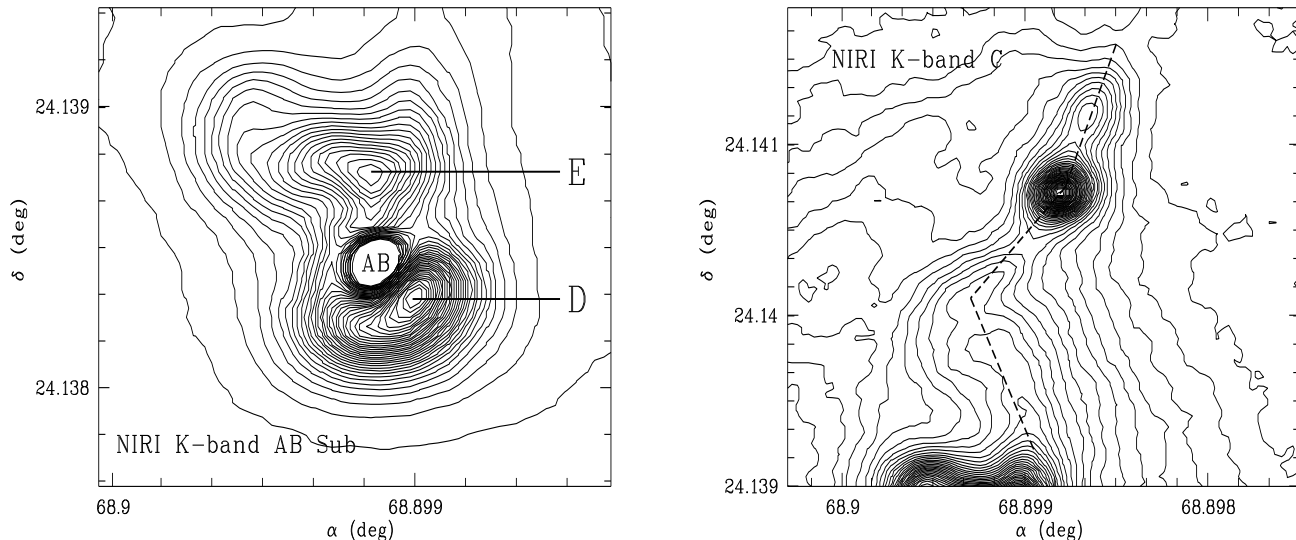 24.139
24.138
68.9
68.899
α (deg)
δ (deg)
E
AB
D
NIRI K-band AB Sub
NIRI K-band C
24.141
24.14
24.139
68.9
68.899
68.898
α (deg)
δ (deg)